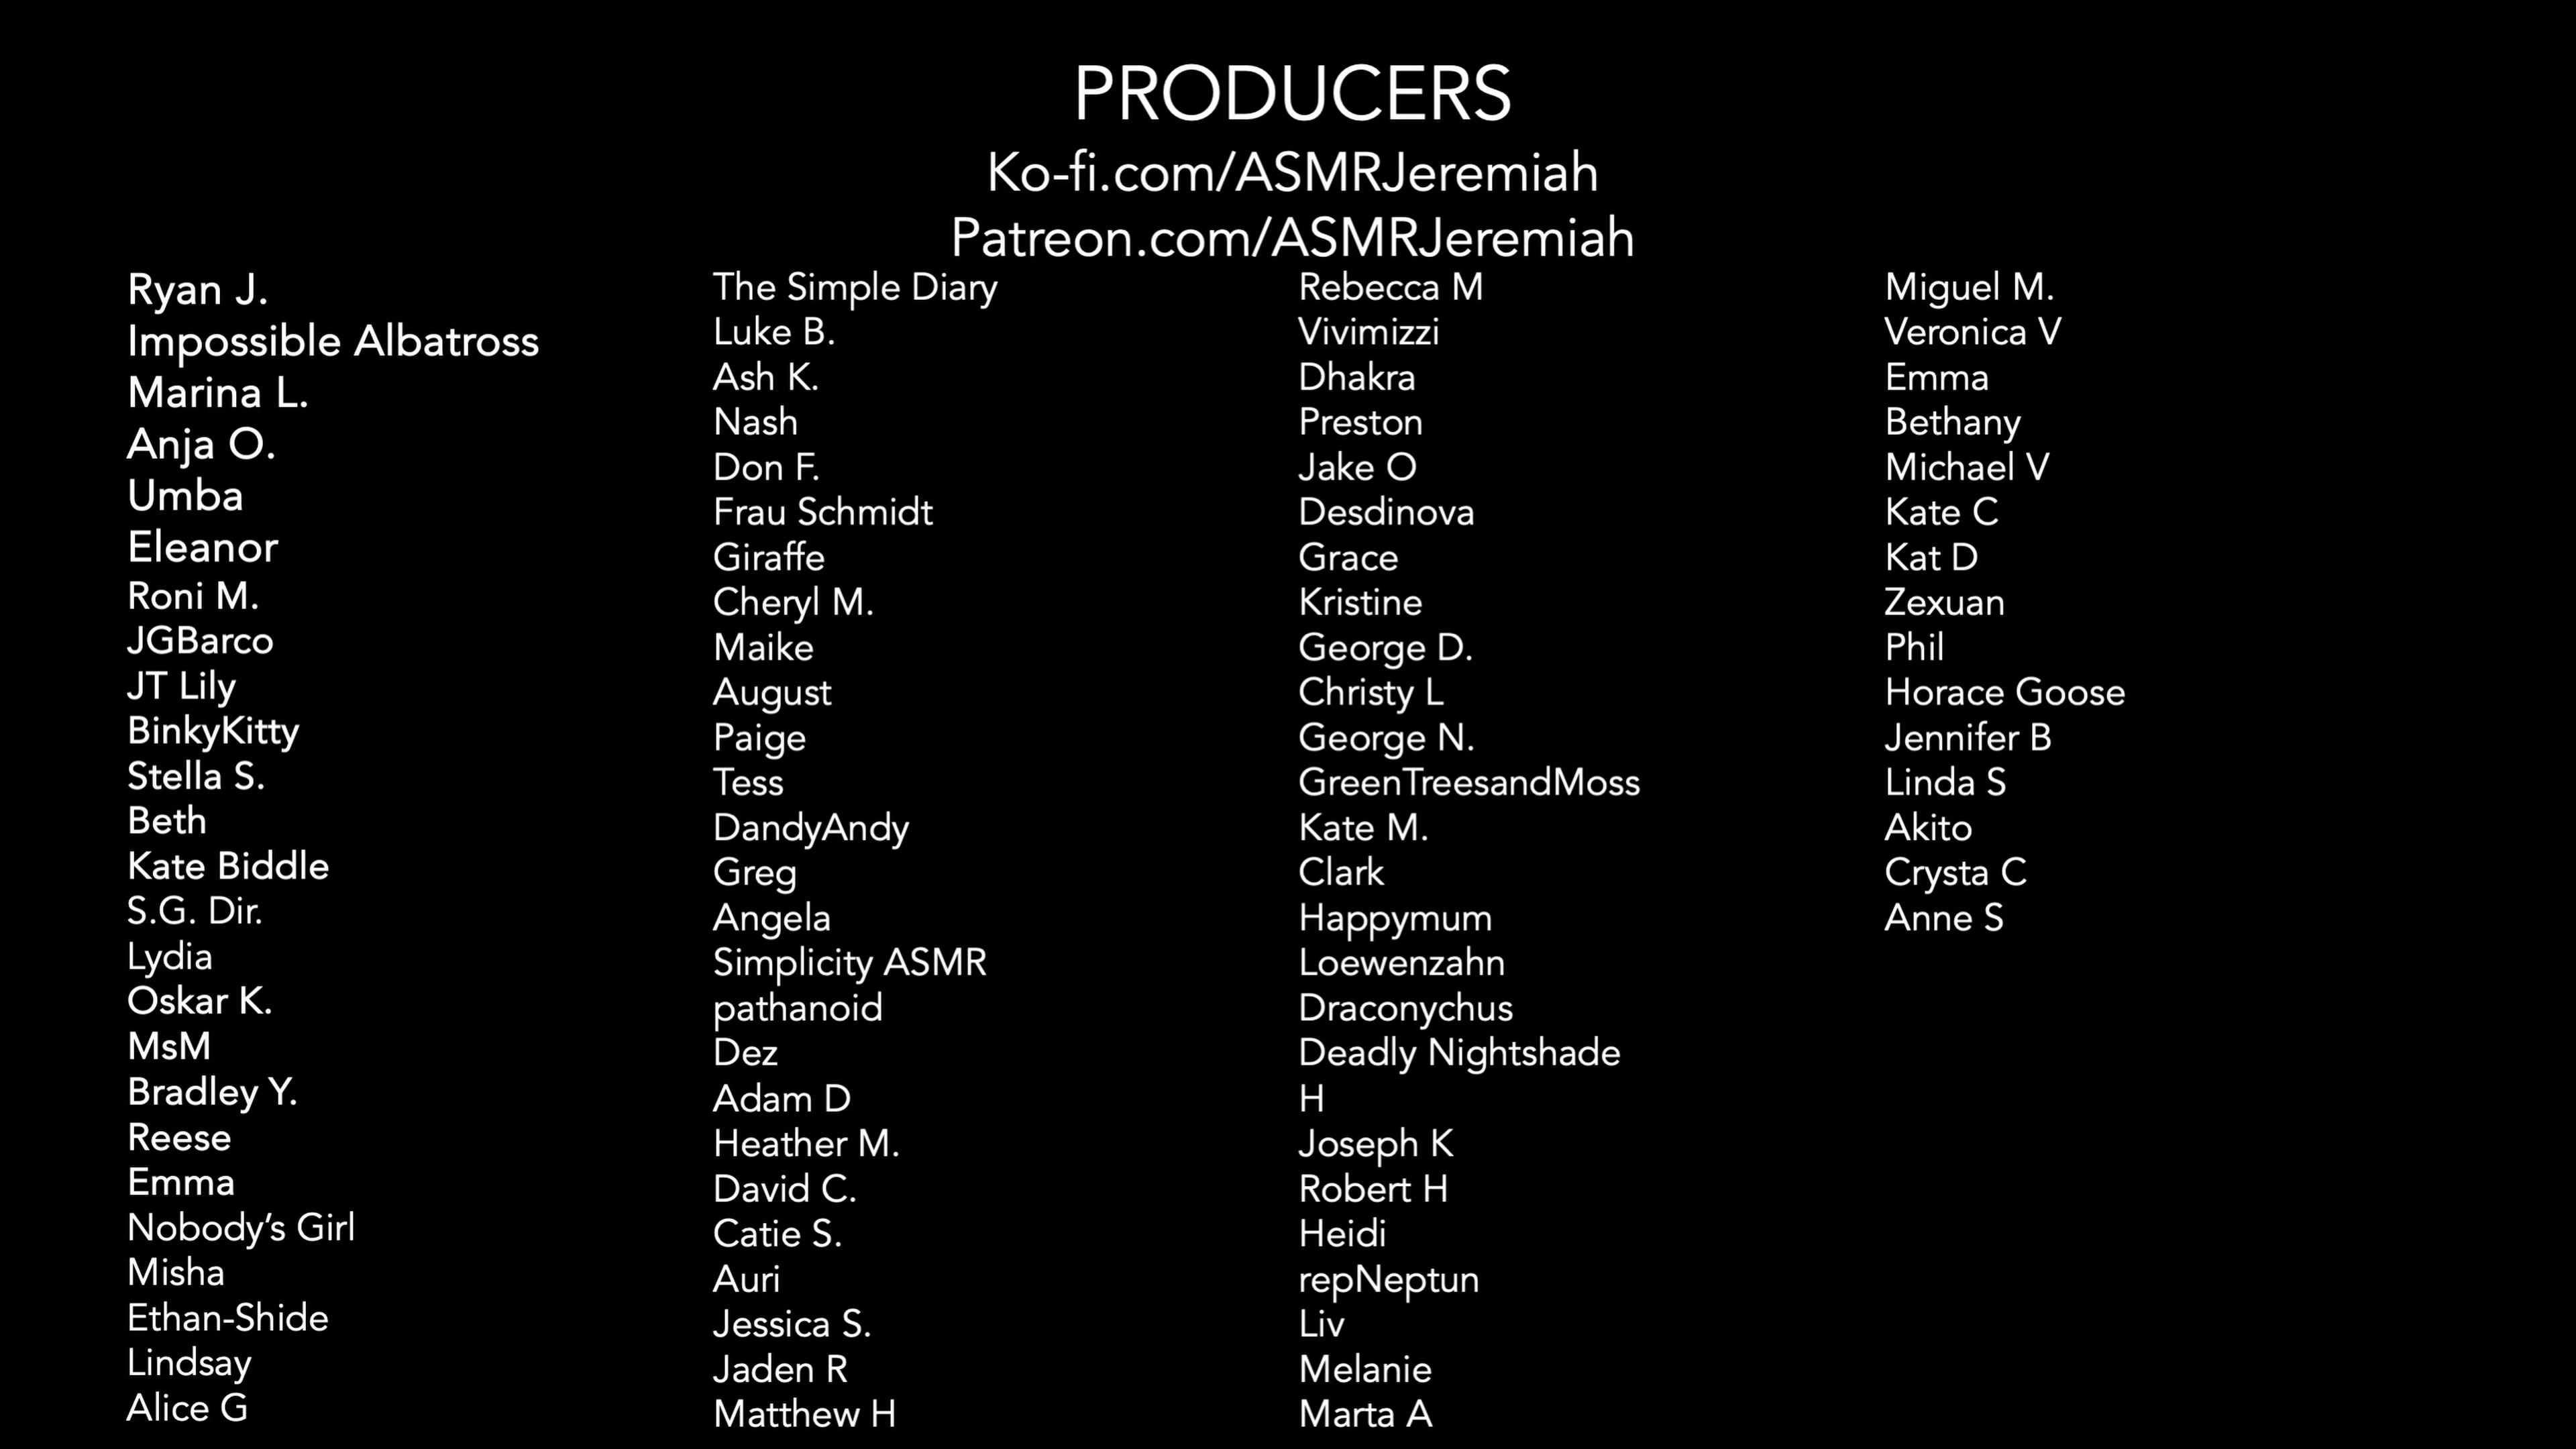 PRODUCERS
Ko-fi.com/ASMRJeremiah
Patreon.com/ASMRJeremiah
Ryan J.
Impossible Albatross
Marina L.
Anja O.
Umba
Eleanor
Roni M.
JGBarco
JT Lily
BinkyKitty
Stella S.
Beth
Kate Biddle
S.G. Dir.
Lydia
Oskar K.
MsM
Bradley Y.
Reese
Emma
Nobody’s Girl
Misha
Ethan-Shide
Lindsay
Alice G
The Simple Diary
Luke B.
Ash K.
Nash
Don F.
Frau Schmidt
Giraffe
Cheryl M.
Maike
August
Paige
Tess
DandyAndy
Greg
Angela
Simplicity ASMR
pathanoid
Dez
Adam D
Heather M.
David C.
Catie S.
Auri
Jessica S.
Jaden R
Matthew H
Rebecca M
Vivimizzi
Dhakra
Preston
Jake O
Desdinova
Grace
Kristine
George D.
Christy L
George N.
GreenTreesandMoss
Kate M.
Clark
Happymum
Loewenzahn
Draconychus
Deadly Nightshade
H
Joseph K
Robert H
Heidi
repNeptun
Liv
Melanie
Marta A
Miguel M.
Veronica V
Emma
Bethany
Michael V
Kate C
Kat D
Zexuan
Phil
Horace Goose
Jennifer B
Linda S
Akito
Crysta C
Anne S